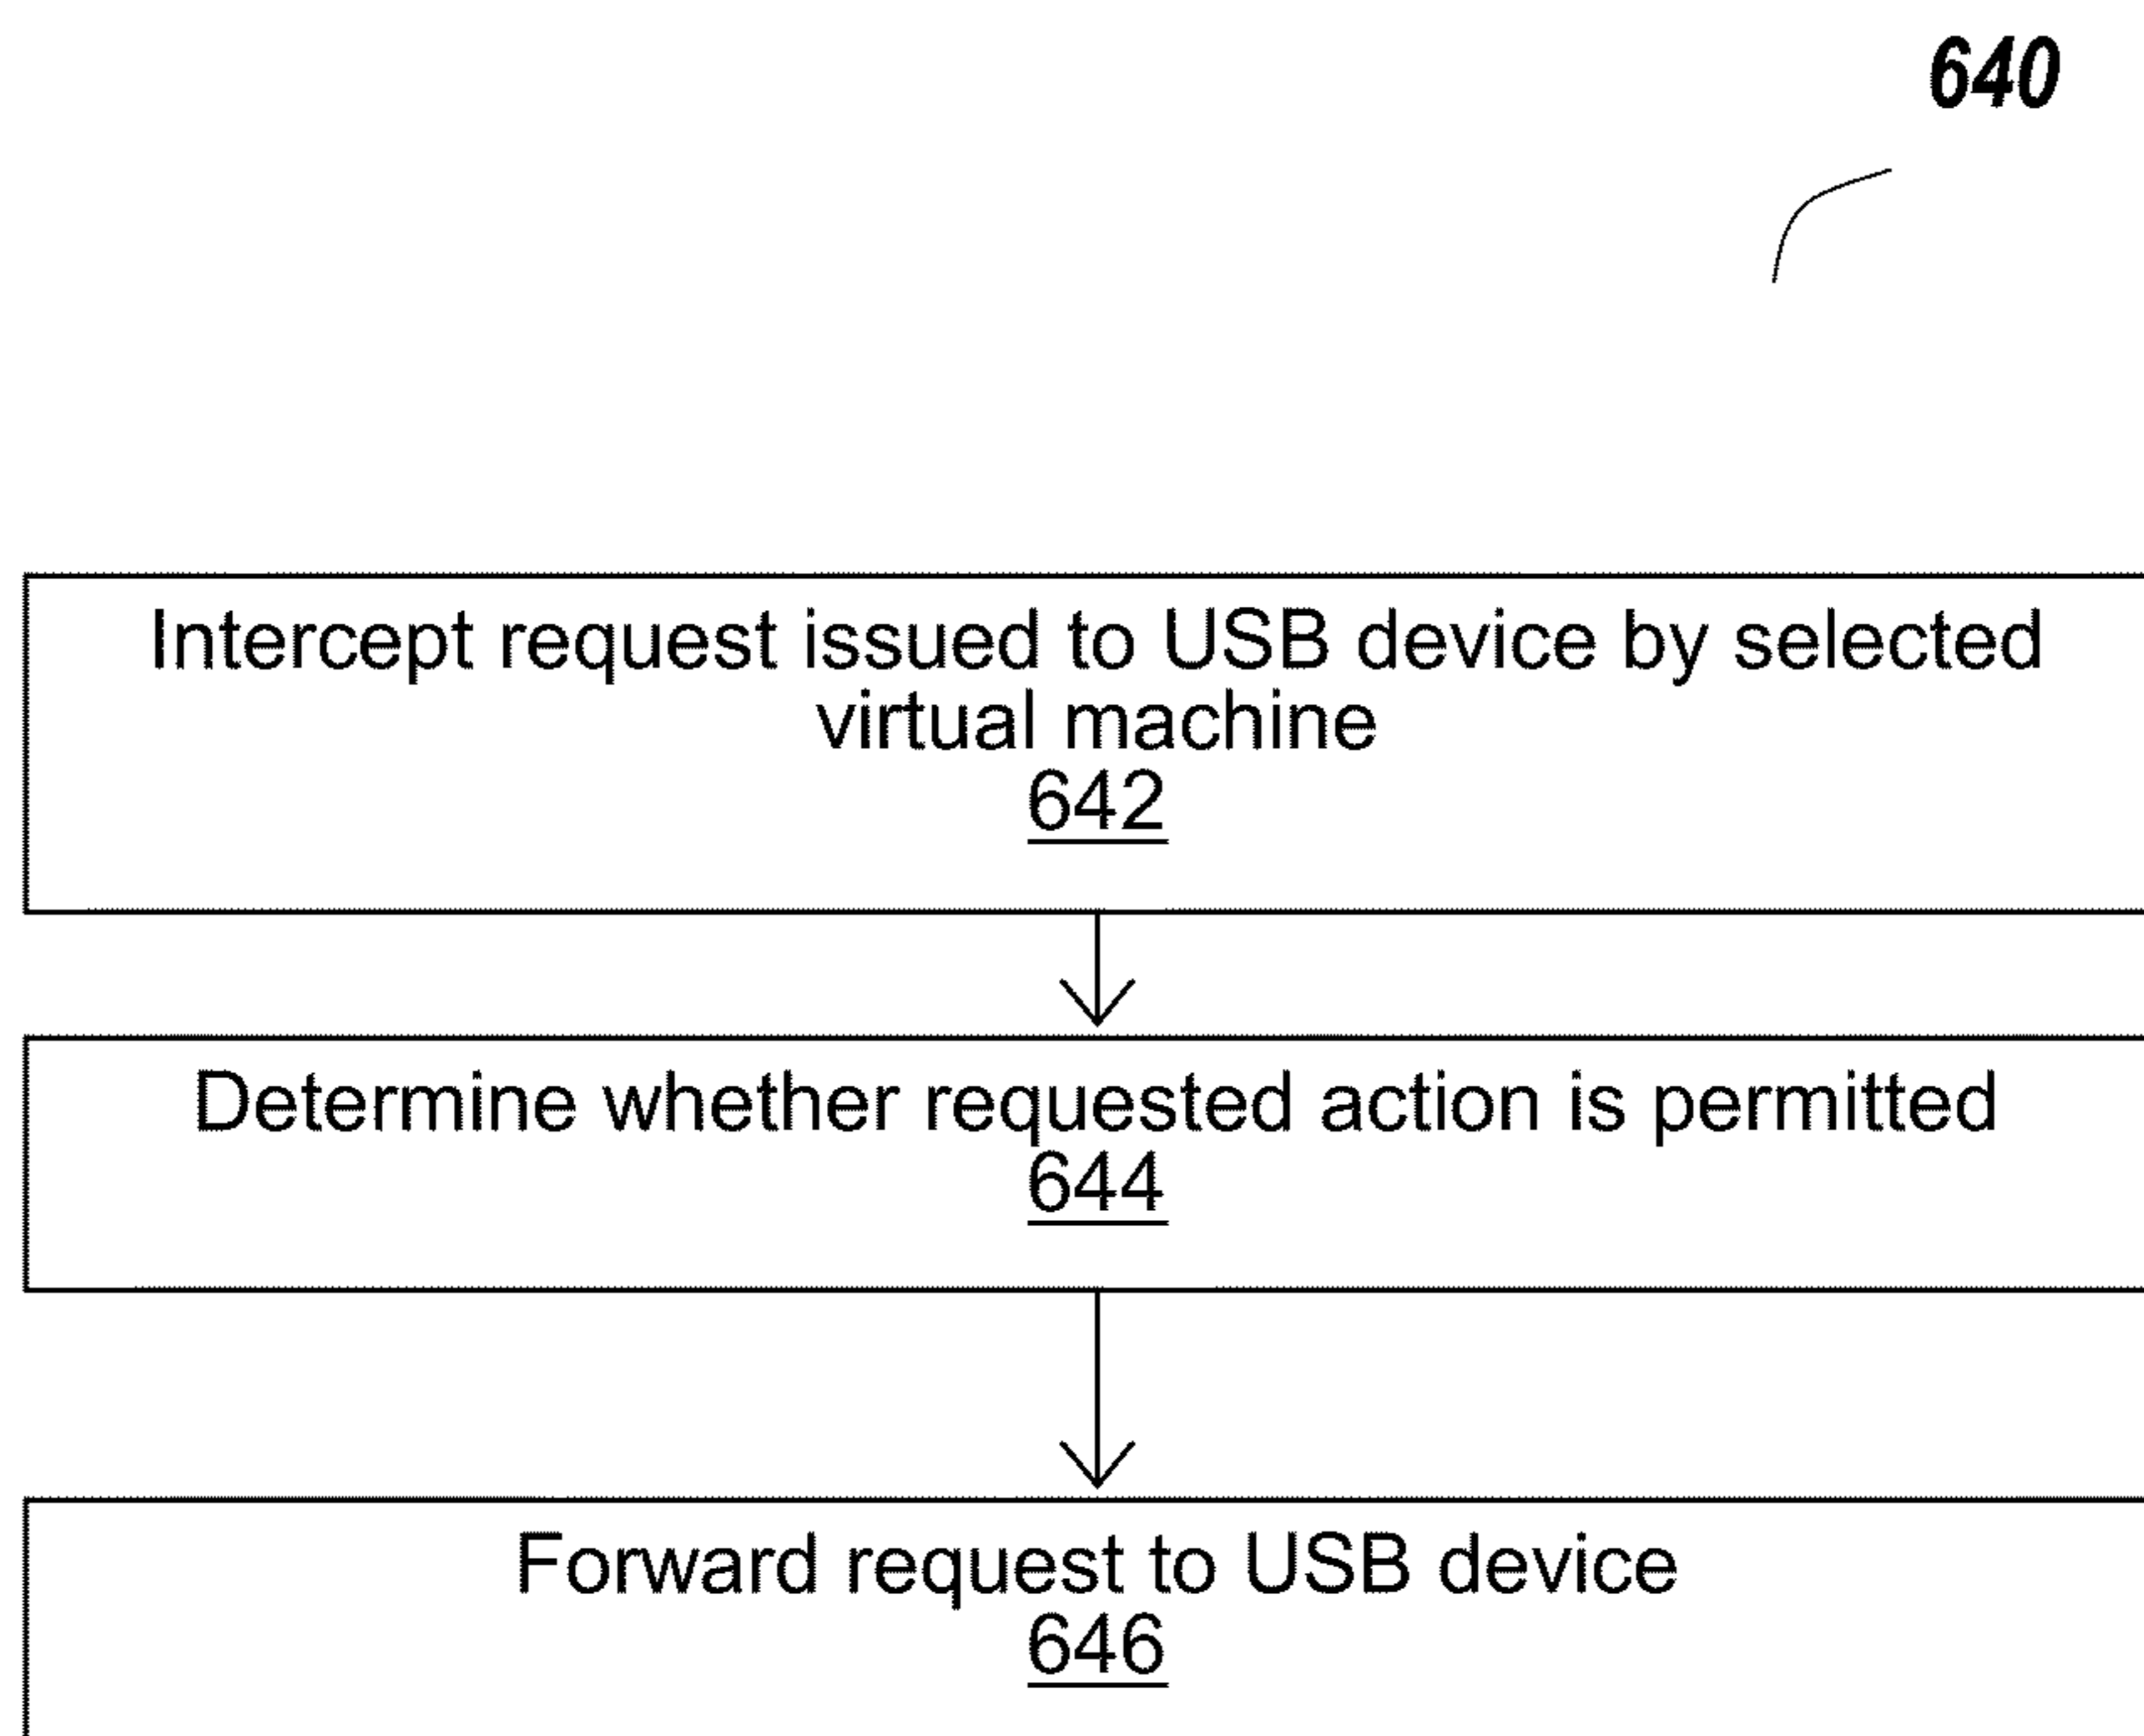 640
Intercept request issued to USB device by selected
virtual machine
642
Determine whether requested action is permitted
644
Forward request to USB device
646